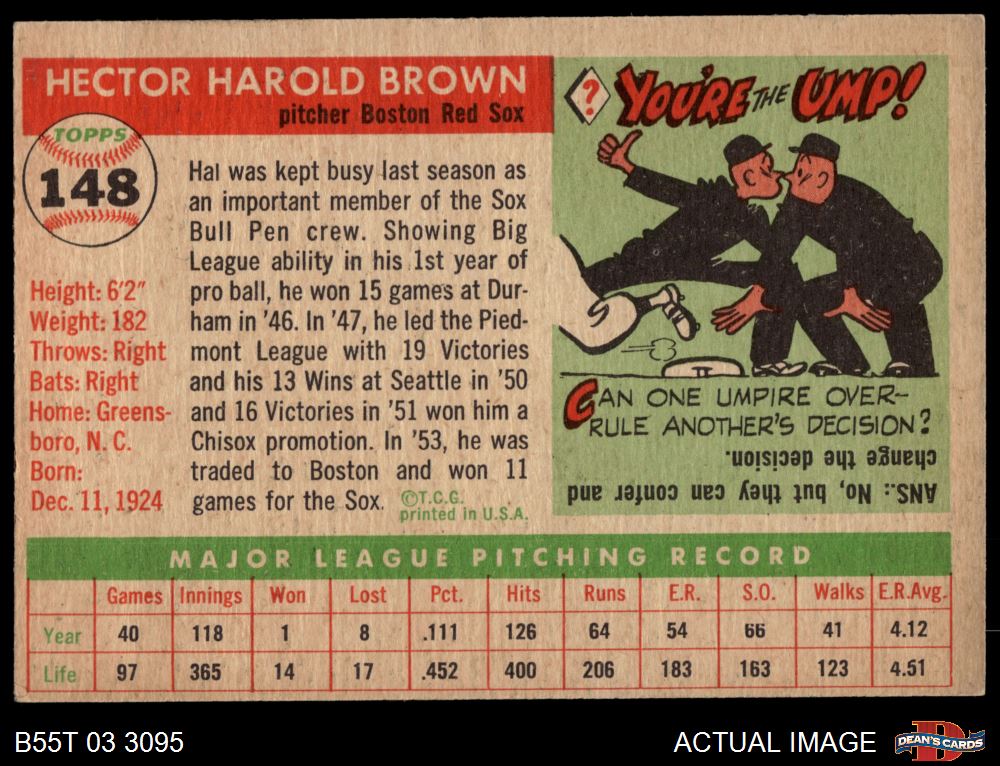 HECTOR HAROLD BROWN
pitcher Boston Red Sox
TOPPS
148
Height: 6'2"
Weight: 182
Throws: Right
Bats: Right
Home: Greens-
boro, N. C.
Born:
Dec. 11, 1924
Hal was kept busy last season as
an important member of the Sox
Bull Pen crew. Showing Big
League ability in his 1st year of
pro ball, he won 15 games at Dur-
ham in '46. In '47, he led the Pied-
mont League with 19 Victories
and his 13 Wins at Seattle in '50
and 16 Victories in '51 won him a
Chisox promotion. In '53, he was
traded to Boston and won 11
games for the Sox.
©T.C.G.
printed in U.S.A.
? YOU'RE THE UMP!
CAN ONE UMPIRE OVER-
RULE ANOTHER'S DECISION?
ANS.: No, but they can confer and
change the decision.
MAJOR LEAGUE PITCHING RECORD
Games Innings Won Lost Pct. Hits Runs E.R. S.O. Walks E.R.Avg.
Year 40 118 1 8 .111 126 64 54 66 41 4.12
Life 97 365 14 17 .452 400 206 183 163 123 4.51
B55T 03 3095
ACTUAL IMAGE
DEAN'S CARDS